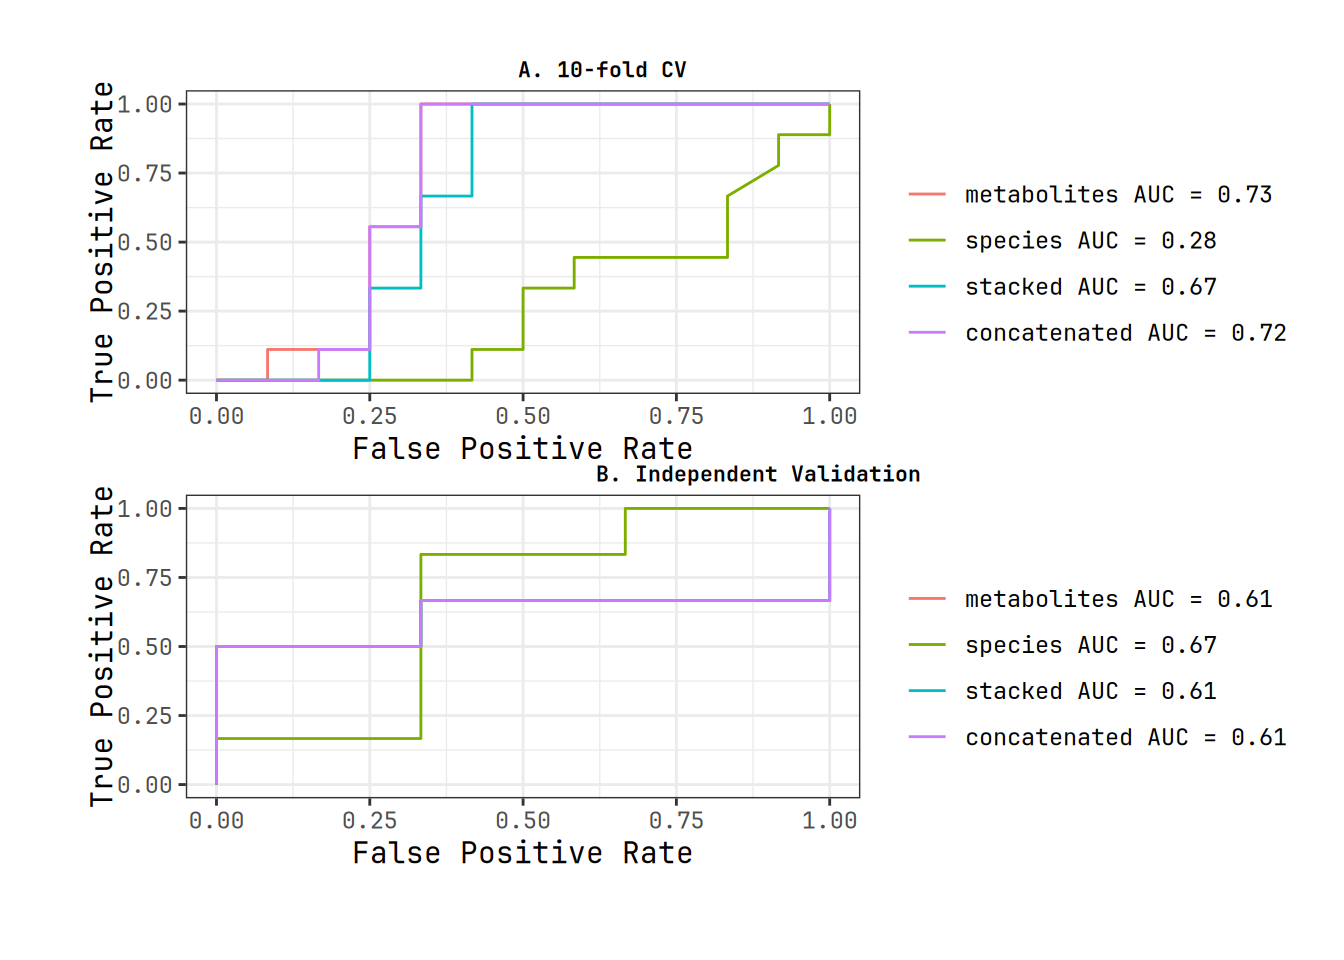 A. 10-fold CV
True Positive Rate
1.00
0.75
0.50
0.25
0.00
0.00 0.25 0.50 0.75 1.00
False Positive Rate
metabolites AUC = 0.73
species AUC = 0.28
stacked AUC = 0.67
concatenated AUC = 0.72
B. Independent Validation
True Positive Rate
1.00
0.75
0.50
0.25
0.00
0.00 0.25 0.50 0.75 1.00
False Positive Rate
metabolites AUC = 0.61
species AUC = 0.67
stacked AUC = 0.61
concatenated AUC = 0.61